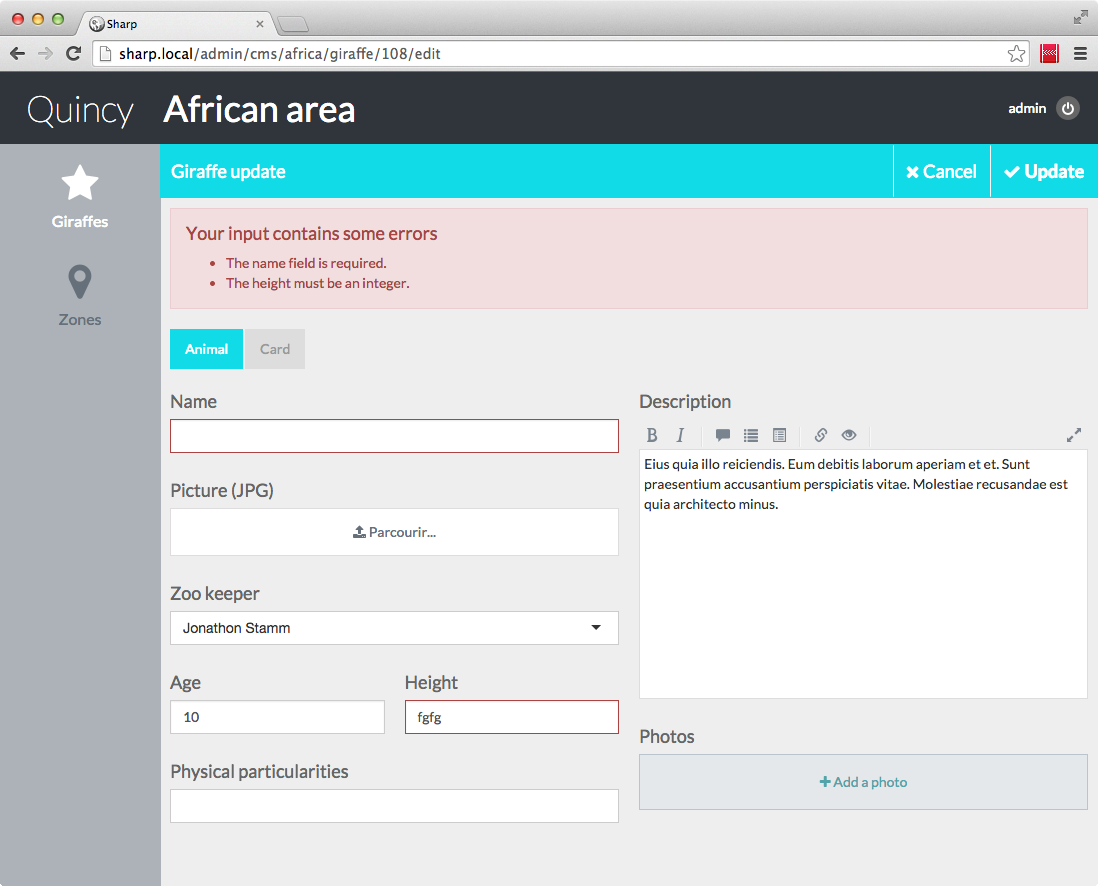 Sharp
sharp.local/admin/cms/africa/giraffe/108/edit
Quincy
African area
admin
Giraffes
Zones
Giraffe update
Cancel
Update
Your input contains some errors
The name field is required.
The height must be an integer.
Animal
Card
Name
Picture (JPG)
Parcourir...
Zoo keeper
Jonathon Stamm
Age
Height
10
fgfg
Physical particularities
Description
B I
Eius quia illo reiciendis. Eum debitis laborum aperiam et et. Sunt
praesentium accusantium perspiciatis vitae. Molestiae recusandae est
quia architecto minus.
Photos
Add a photo